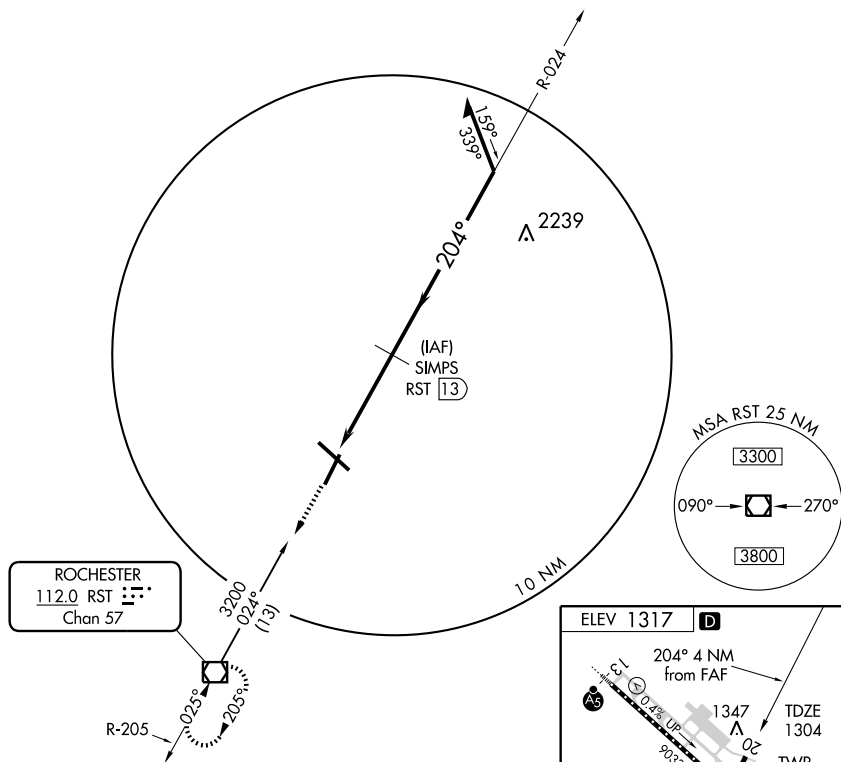 R-024
159°
339°
2239
204°
(IAF)
SIMPS
RST 13
MSA RST 25 NM
3300
090°
270°
3800
10 NM
ROCHESTER
112.0 RST
Chan 57
3200
024°
(13)
025°
205°
R-205
ELEV 1317 D
204° 4 NM
from FAF
13
A5
V
0.4% UP
1347
TDZE
1304
20